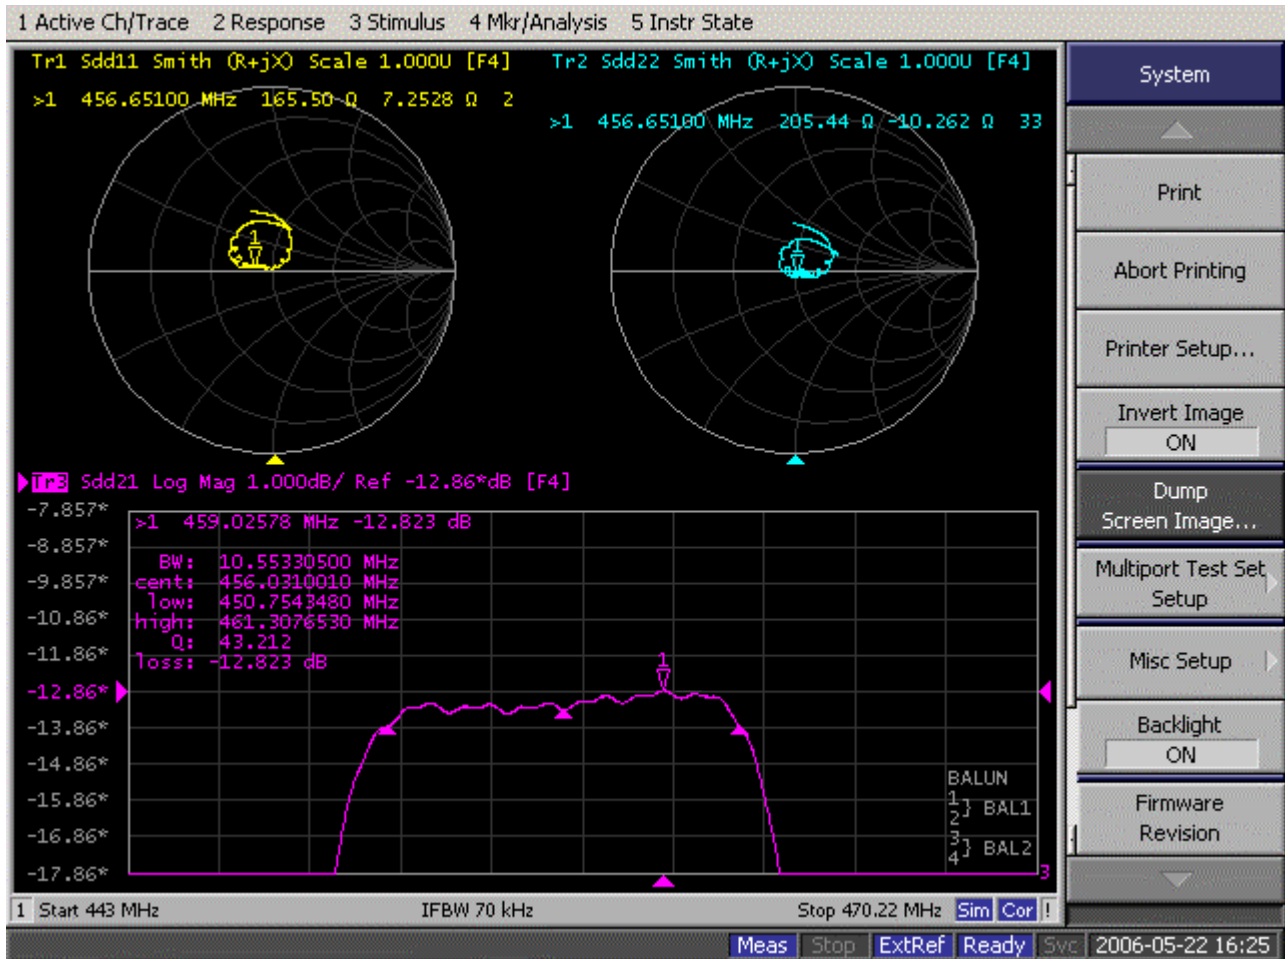 1 Active Ch/Trace 2 Response 3 Stimulus 4 Mkr/Analysis 5 Instr State
Tr1 Sdd11 Smith (R+jX) Scale 1.000U [F4]
>1 456.65100 MHz 165.50 Ω 7.2528 Ω 2
1
Tr2 Sdd22 Smith (R+jX) Scale 1.000U [F4]
>1 456.65100 MHz 205.44 Ω -10.262 Ω 33
1
Tr3 Sdd21 Log Mag 1.000dB/ Ref -12.86*dB [F4]
-7.857*
-8.857*
-9.857*
-10.86*
-11.86*
-12.86*
-13.86*
-14.86*
-15.86*
-16.86*
-17.86*
>1 459.02578 MHz -12.823 dB
BW: 10.55330500 MHz
cent: 456.0310010 MHz
low: 450.7543480 MHz
high: 461.3076530 MHz
Q: 43.212
loss: -12.823 dB
1
BALUN
1
2} BAL1
3
4} BAL2
3
1 Start 443 MHz IFBW 70 kHz Stop 470.22 MHz Sim Cor !
Meas Stop ExtRef Ready Svc 2006-05-22 16:25
System
Print
Abort Printing
Printer Setup...
Invert Image
ON
Dump
Screen Image...
Multiport Test Set
Setup
Misc Setup
Backlight
ON
Firmware
Revision